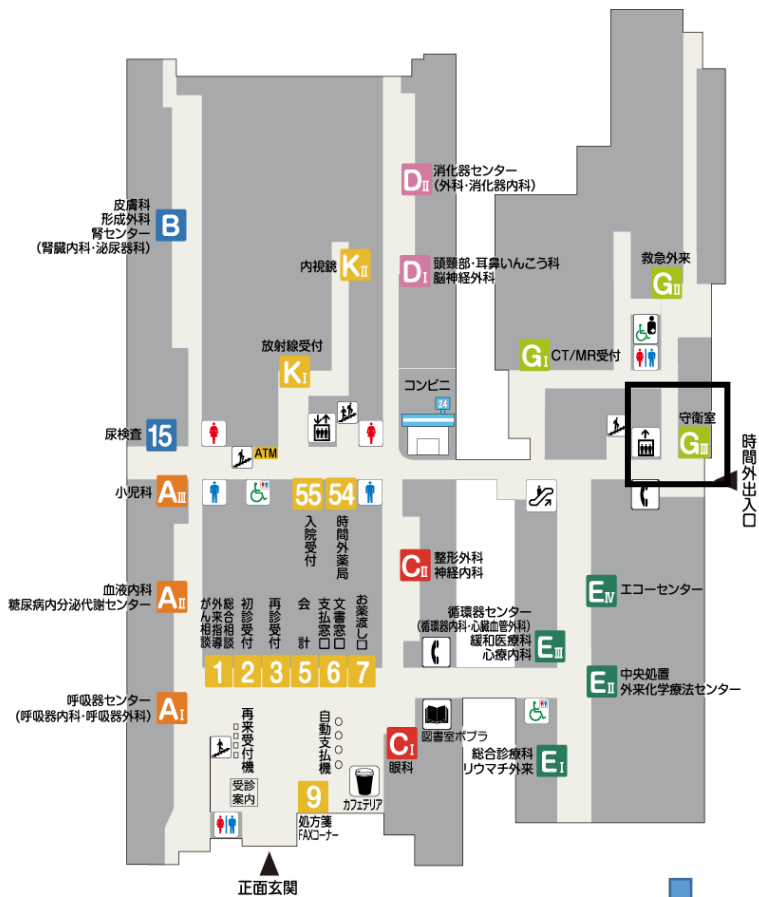 消化器センター
(外科・消化器内科)
DII
皮膚科
形成外科
腎センター
(腎臓内科・泌尿器科)
B
内視鏡
KII
DI
頭頸部・耳鼻いんこう科
脳神経外科
救急外来
GII
放射線受付
KI
GI
CT/MR受付
コンビニ
24
尿検査
15
ATM
守衛室
GIII
時間外出入口
小児科
AIII
55
入院受付
54
時間外薬局
CII
整形外科
神経内科
血液内科
糖尿病内分泌代謝センター
AII
EIV
エコーセンター
がん相談
外来指導
総合相談
1
初診受付
2
再診受付
3
会計
5
支払窓口
文書窓口
6
お薬渡し口
7
循環器センター
(循環器内科・心臓血管外科)
緩和医療科
心療内科
EIII
EII
中央処置
外来化学療法センター
呼吸器センター
(呼吸器内科・呼吸器外科)
AI
再来受付機
受診
案内
自動支払機
9
処方箋
FAXコーナー
カフェテリア
CI
眼科
図書室ポプラ
総合診療科
リウマチ外来
EI
正面玄関